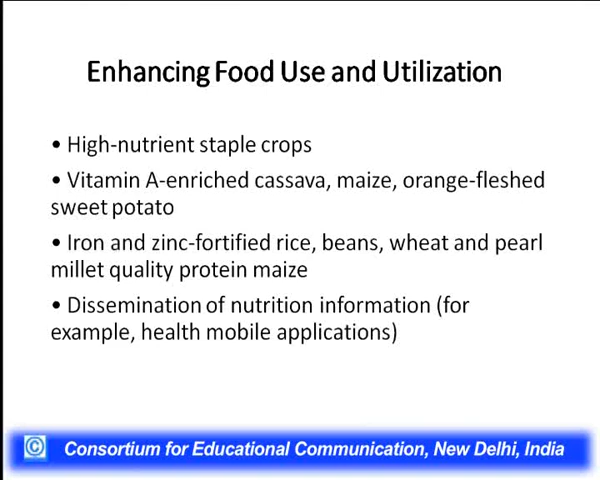 Enhancing Food Use and Utilization
• High-nutrient staple crops
• Vitamin A-enriched cassava, maize, orange-fleshed
sweet potato
• Iron and zinc-fortified rice, beans, wheat and pearl
millet quality protein maize
• Dissemination of nutrition information (for
example, health mobile applications)
© Consortium for Educational Communication, New Delhi, India